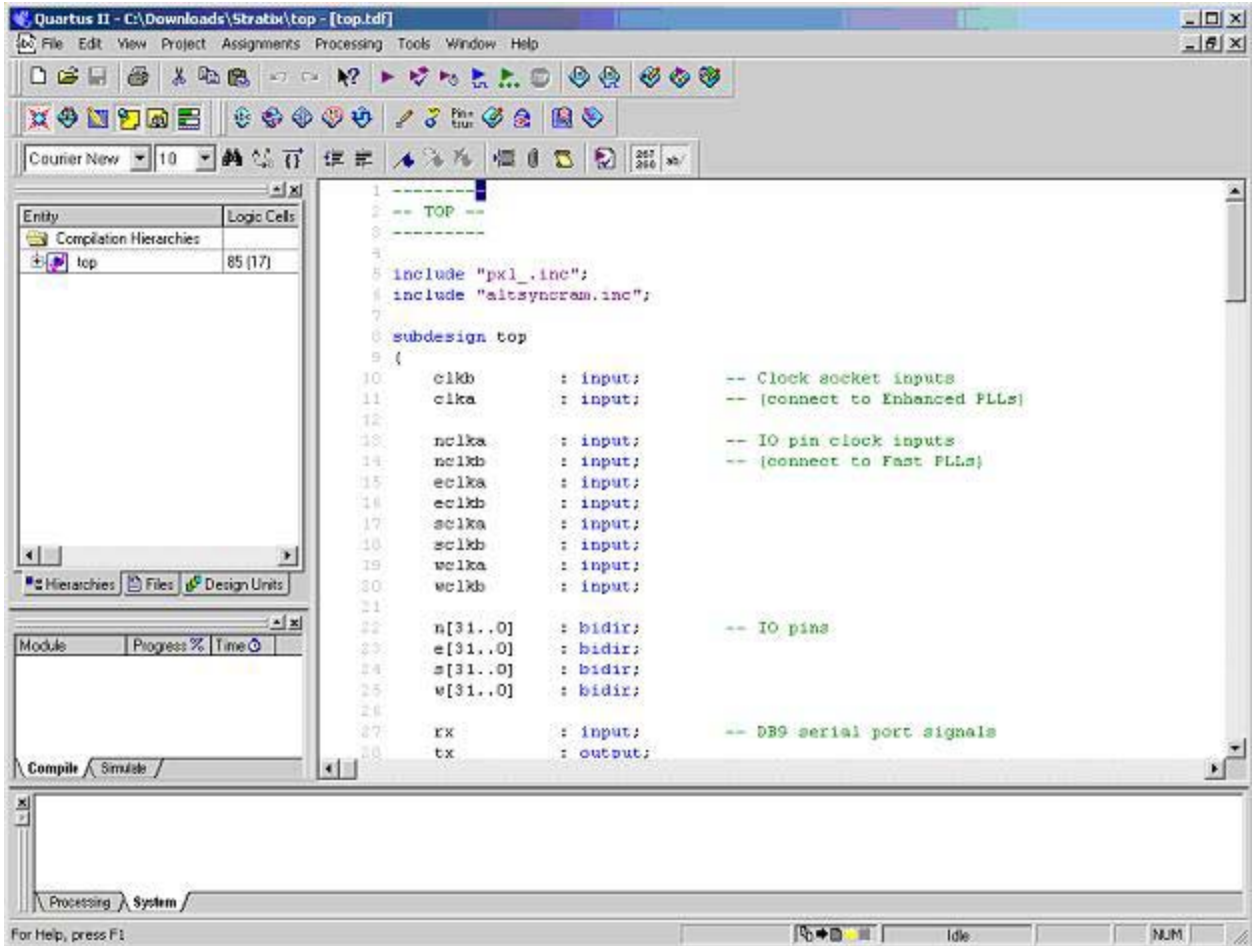 Quartus II - C:\Downloads\Stratix\top - [top.tdf]
File Edit View Project Assignments Processing Tools Window Help
Courier New 10
Entity Logic Cells
Compilation Hierarchies
top 85 (17)
Hierarchies Files Design Units
Module Progress % Time
Compile Simulate
1 ---------
2 -- TOP --
3 ---------
4
5 include "pxl_.inc";
6 include "altsyncram.inc";
7
8 subdesign top
9 (
10 clkb : input; -- Clock socket inputs
11 clka : input; -- (connect to Enhanced PLLs)
12
13 nclka : input; -- IO pin clock inputs
14 nclkb : input; -- (connect to Fast PLLs)
15 eclka : input;
16 eclkb : input;
17 sclka : input;
18 sclkb : input;
19 wclka : input;
20 wclkb : input;
21
22 n[31..0] : bidir; -- IO pins
23 e[31..0] : bidir;
24 s[31..0] : bidir;
25 w[31..0] : bidir;
26
27 rx : input; -- DB9 serial port signals
28 tx : output;
Processing System
For Help, press F1 Idle NUM